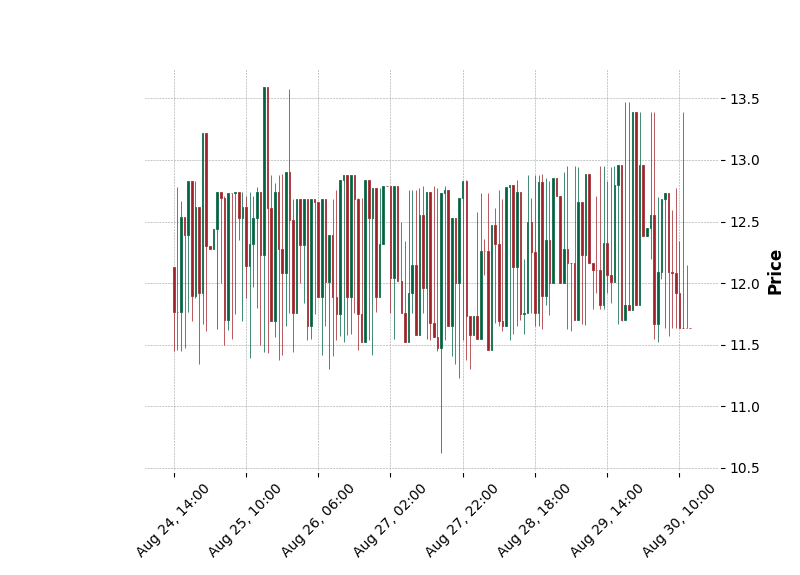 13.5
13.0
12.5
12.0
11.5
11.0
10.5
Price
Aug 24, 14:00
Aug 25, 10:00
Aug 26, 06:00
Aug 27, 02:00
Aug 27, 22:00
Aug 28, 18:00
Aug 29, 14:00
Aug 30, 10:00